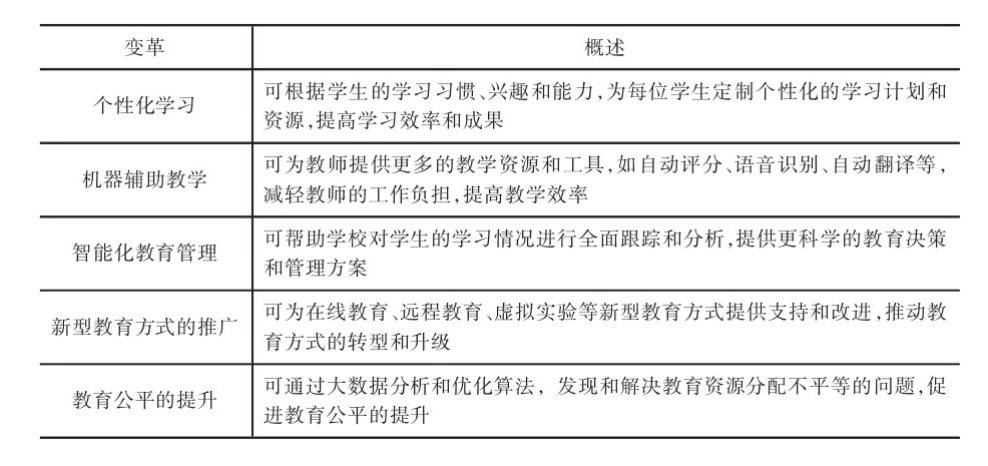 变革 概述
个性化学习 可根据学生的学习习惯、兴趣和能力,为每位学生定制个性化的学习计划和
资源,提高学习效率和成果
机器辅助教学 可为教师提供更多的教学资源和工具,如自动评分、语音识别、自动翻译等,
减轻教师的工作负担,提高教学效率
智能化教育管理 可帮助学校对学生的学习情况进行全面跟踪和分析,提供更科学的教育决策
和管理方案
新型教育方式的推广 可为在线教育、远程教育、虚拟实验等新型教育方式提供支持和改进,推动教
育方式的转型和升级
教育公平的提升 可通过大数据分析和优化算法, 发现和解决教育资源分配不平等的问题,促
进教育公平的提升